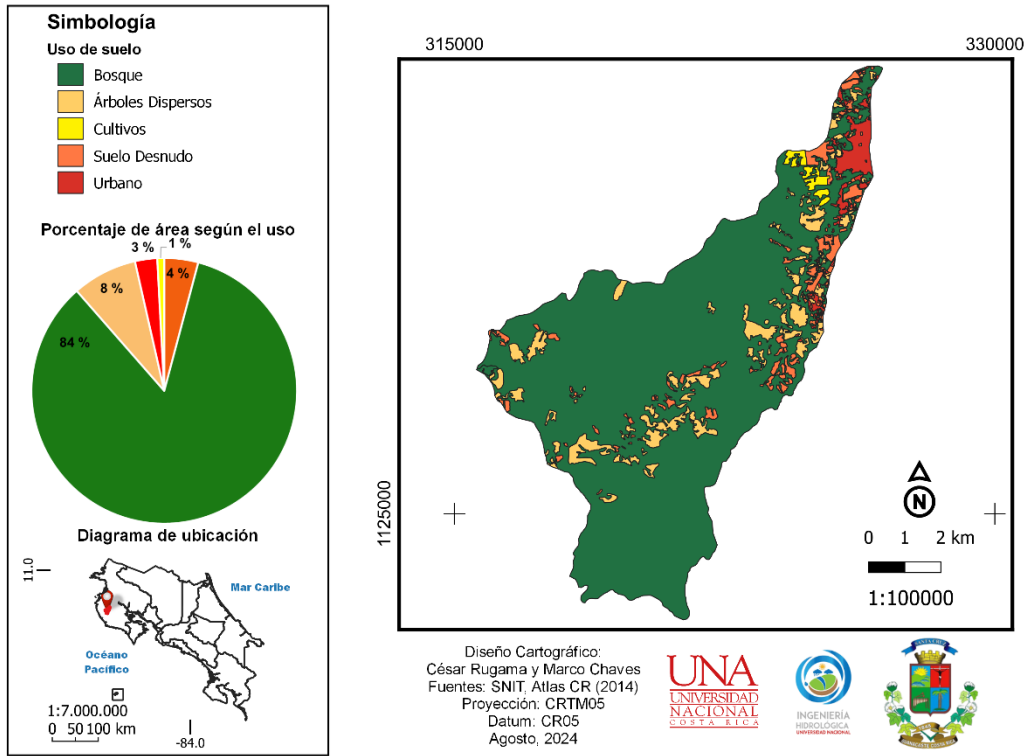 Simbología
Uso de suelo
Bosque
Árboles Dispersos
Cultivos
Suelo Desnudo
Urbano
Porcentaje de área según el uso
3 %
1 %
4 %
8 %
84 %
Diagrama de ubicación
11.0
Mar Caribe
Océano
Pacífico
1:7.000.000
0 50 100 km
-84.0
315000
330000
1125000
N
0 1 2 km
1:100000
Diseño Cartográfico:
César Rugama y Marco Chaves
Fuentes: SNIT, Atlas CR (2014)
Proyección: CRTM05
Datum: CR05
Agosto, 2024
UNA
UNIVERSIDAD
NACIONAL
COSTA RICA
INGENIERÍA
HIDROLÓGICA
UNIVERSIDAD NACIONAL